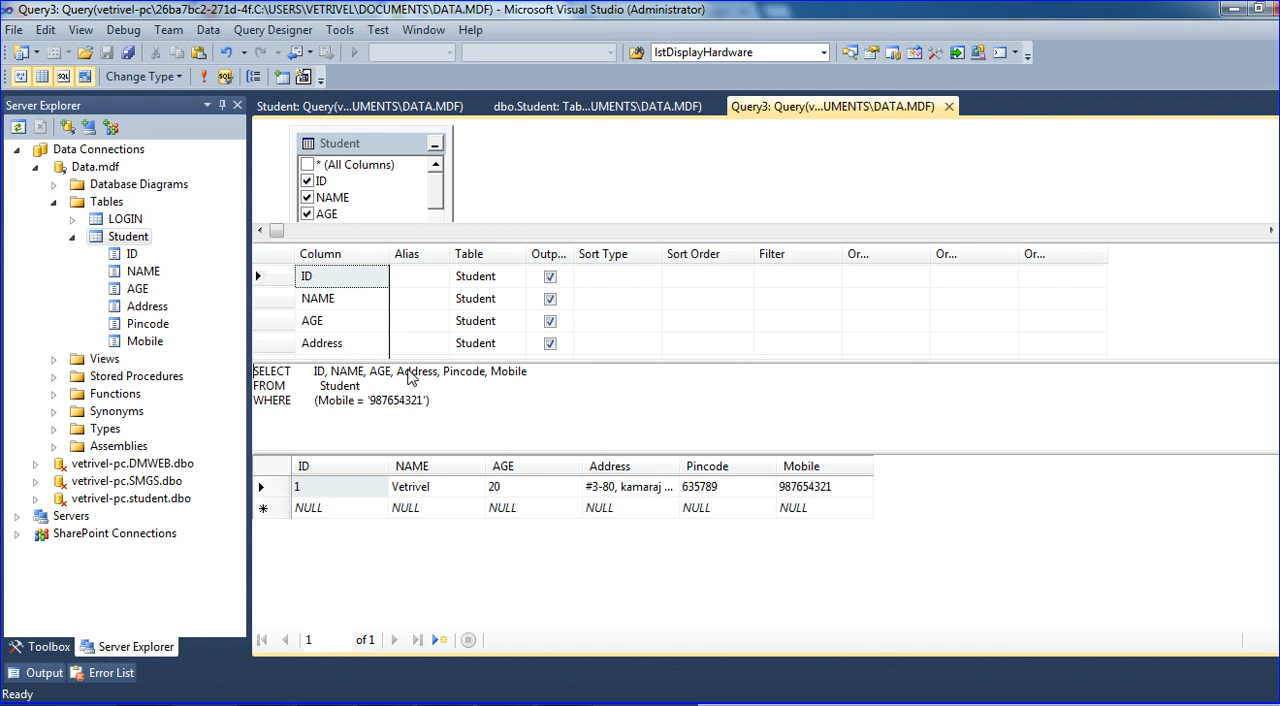 Query3: Query(vetrivel-pc\26ba7bc2-271d-4f.C:\USERS\VETRIVEL\DOCUMENTS\DATA.MDF) - Microsoft Visual Studio (Administrator)
File Edit View Debug Team Data Query Designer Tools Test Window Help
lstDisplayHardware
Change Type
Server Explorer
Student: Query(v...UMENTS\DATA.MDF)
dbo.Student: Tab...UMENTS\DATA.MDF)
Query3: Query(v...UMENTS\DATA.MDF)
Data Connections
Data.mdf
Database Diagrams
Tables
LOGIN
Student
ID
NAME
AGE
Address
Pincode
Mobile
Views
Stored Procedures
Functions
Synonyms
Types
Assemblies
vetrivel-pc.DMWEB.dbo
vetrivel-pc.SMGS.dbo
vetrivel-pc.student.dbo
Servers
SharePoint Connections
Toolbox
Server Explorer
Student
* (All Columns)
ID
NAME
AGE
Column Alias Table Outp... Sort Type Sort Order Filter Or... Or... Or...
ID Student
NAME Student
AGE Student
Address Student
SELECT ID, NAME, AGE, Address, Pincode, Mobile
FROM Student
WHERE (Mobile = '987654321')
ID NAME AGE Address Pincode Mobile
1 Vetrivel 20 #3-80, kamaraj ... 635789 987654321
NULL NULL NULL NULL NULL NULL
1 of 1
Output
Error List
Ready